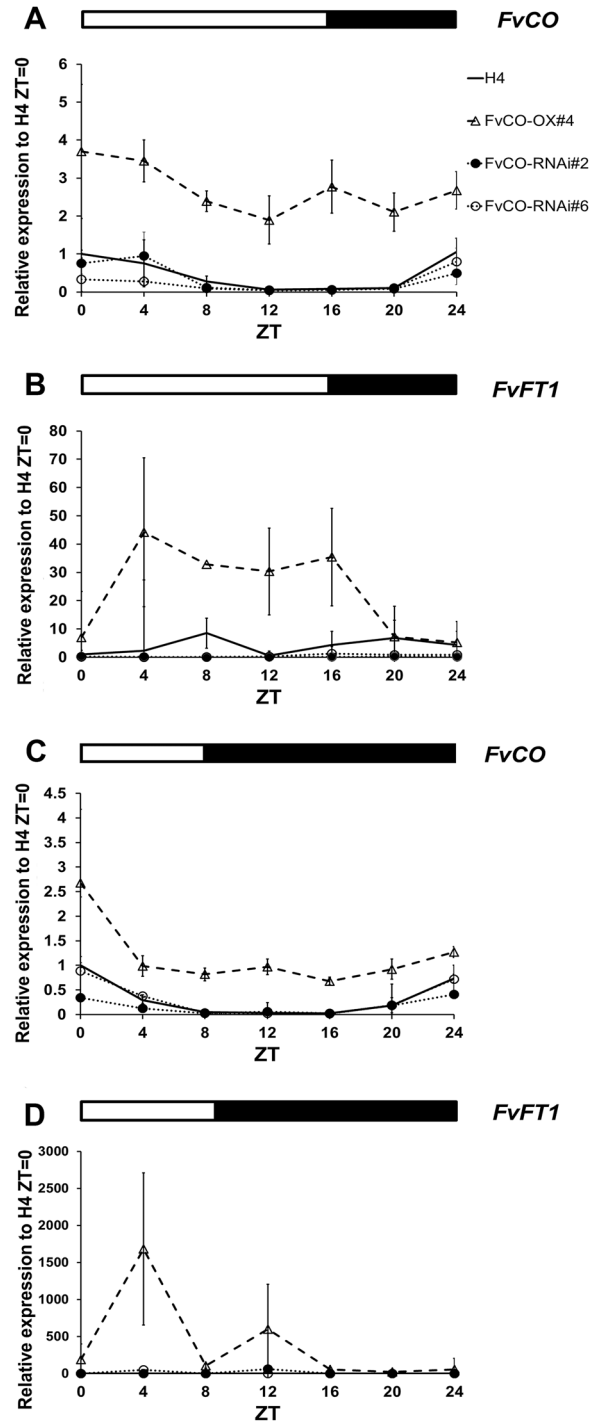 A
FvCO
Relative expression to H4 ZT=0
6
5
4
3
2
1
0
0 4 8 12 16 20 24
ZT
H4
FvCO-OX#4
FvCO-RNAi#2
FvCO-RNAi#6
B
FvFT1
Relative expression to H4 ZT=0
80
70
60
50
40
30
20
10
0
0 4 8 12 16 20 24
ZT
C
FvCO
Relative expression to H4 ZT=0
4.5
4
3.5
3
2.5
2
1.5
1
0.5
0
0 4 8 12 16 20 24
ZT
D
FvFT1
Relative expression to H4 ZT=0
3000
2500
2000
1500
1000
500
0
0 4 8 12 16 20 24
ZT